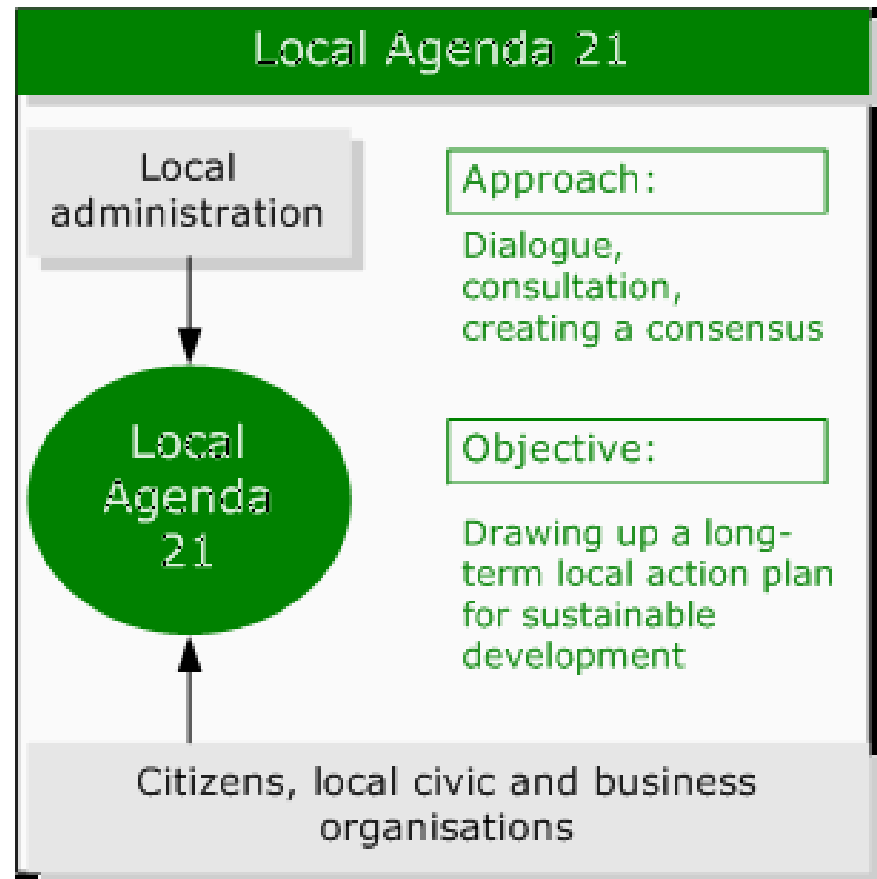 Local Agenda 21
Local
administration
Approach:
Dialogue,
consultation,
creating a consensus
Local
Agenda
21
Objective:
Drawing up a long-
term local action plan
for sustainable
development
Citizens, local civic and business
organisations